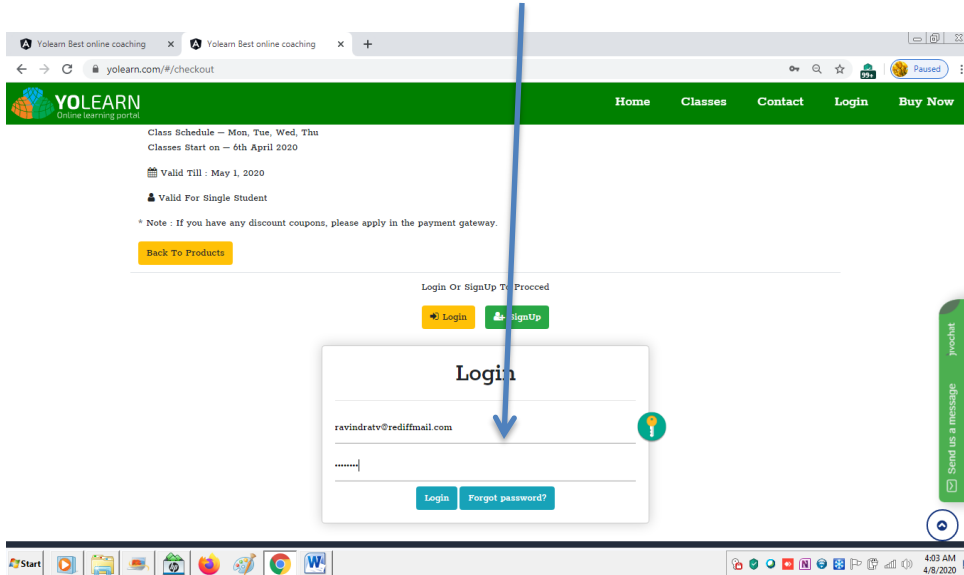 Yolearn Best online coaching
Yolearn Best online coaching
yolearn.com/#/checkout
99+
Paused
YOLEARN
Online learning portal
Home Classes Contact Login Buy Now
Class Schedule — Mon, Tue, Wed, Thu
Classes Start on — 6th April 2020
Valid Till : May 1, 2020
Valid For Single Student
* Note : If you have any discount coupons, please apply in the payment gateway.
Back To Products
Login Or SignUp To Procced
Login SignUp
Login
ravindratv@rediffmail.com
••••••••
Login Forgot password?
jivochat
Send us a message
Start
4:03 AM
4/8/2020